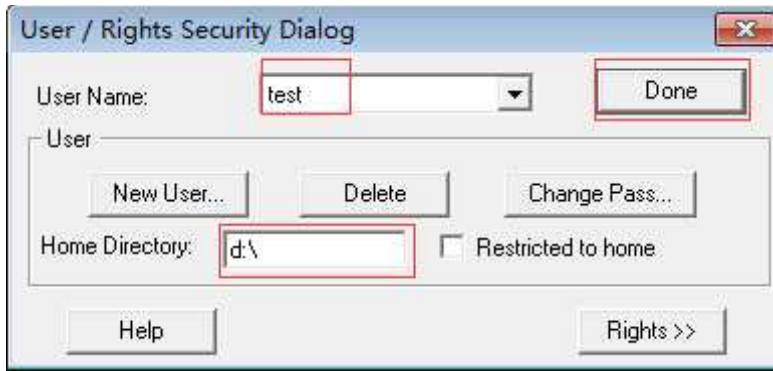 User / Rights Security Dialog
User Name: test Done
User
New User... Delete Change Pass...
Home Directory: d:\ Restricted to home
Help Rights >>